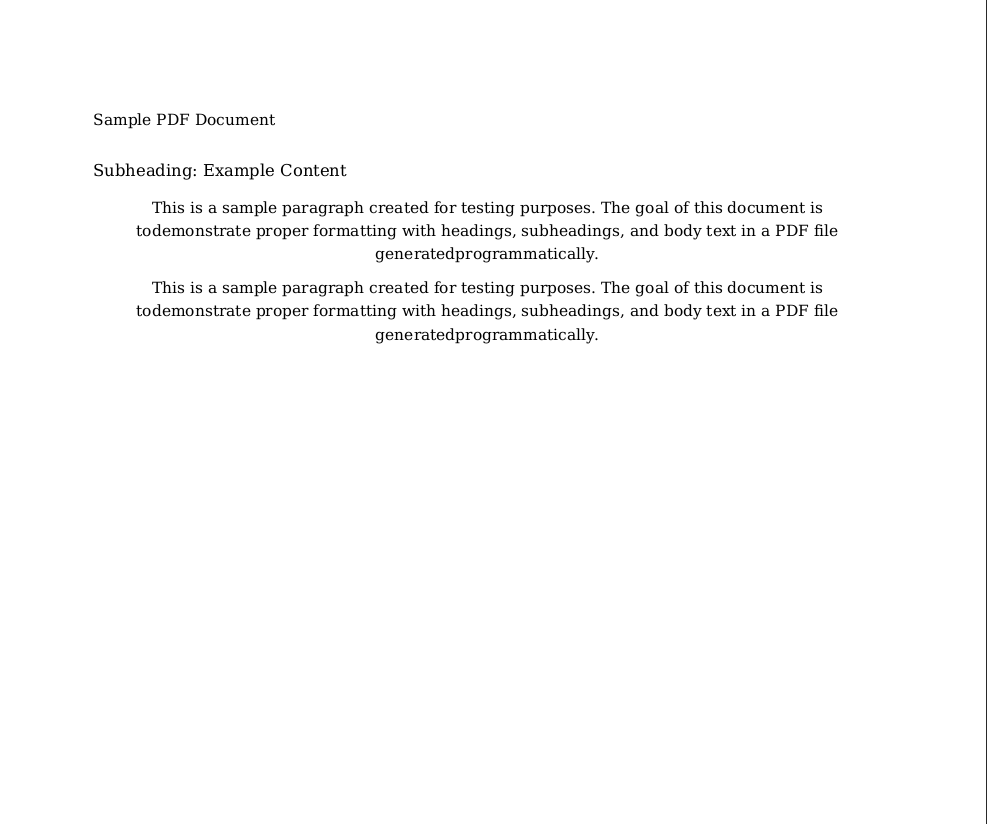 Sample PDF Document
Subheading: Example Content
This is a sample paragraph created for testing purposes. The goal of this document is
todemonstrate proper formatting with headings, subheadings, and body text in a PDF file
generatedprogrammatically.
This is a sample paragraph created for testing purposes. The goal of this document is
todemonstrate proper formatting with headings, subheadings, and body text in a PDF file
generatedprogrammatically.